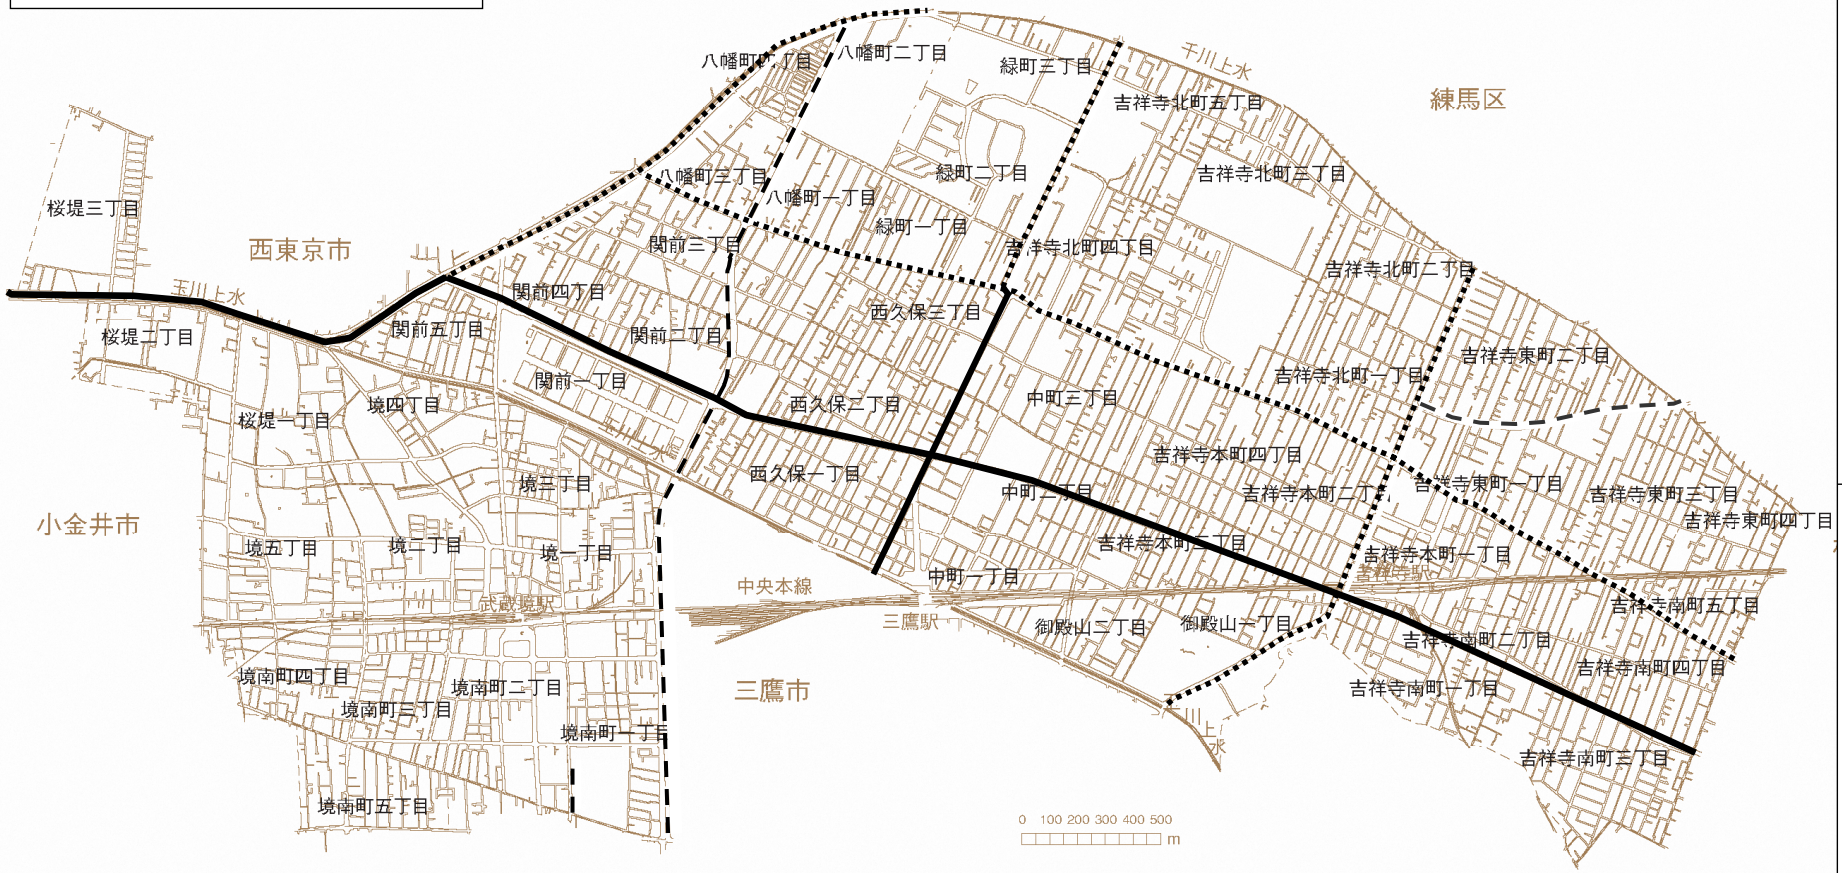 八幡町四丁目
八幡町二丁目
緑町三丁目
千川上水
練馬区
吉祥寺北町五丁目
八幡町三丁目
八幡町一丁目
緑町二丁目
吉祥寺北町三丁目
桜堤三丁目
西東京市
関前三丁目
緑町一丁目
吉祥寺北町四丁目
吉祥寺北町二丁目
玉川上水
関前四丁目
西久保三丁目
桜堤二丁目
関前五丁目
関前二丁目
吉祥寺東町二丁目
関前一丁目
吉祥寺北町一丁目
境四丁目
西久保二丁目
中町三丁目
桜堤一丁目
吉祥寺本町四丁目
西久保一丁目
境三丁目
中町二丁目
吉祥寺本町二丁目
吉祥寺東町一丁目
吉祥寺東町三丁目
吉祥寺東町四丁目
小金井市
境五丁目
境二丁目
境一丁目
吉祥寺本町三丁目
吉祥寺本町一丁目
吉祥寺駅
中央本線
中町一丁目
武蔵境駅
三鷹駅
御殿山二丁目
御殿山一丁目
吉祥寺南町五丁目
吉祥寺南町二丁目
境南町四丁目
境南町二丁目
三鷹市
吉祥寺南町一丁目
吉祥寺南町四丁目
境南町三丁目
境南町一丁目
川上水
吉祥寺南町三丁目
境南町五丁目
0 100 200 300 400 500
m